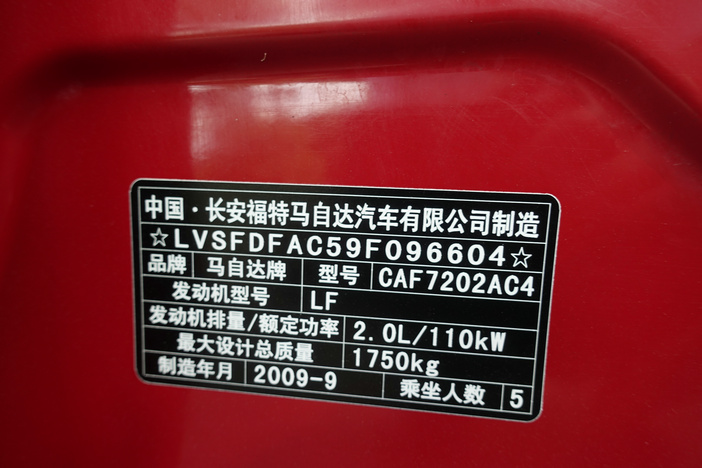 中国·长安福特马自达汽车有限公司制造
☆LVSFDFAC59F096604☆
品牌 马自达牌 型号 CAF7202AC4
发动机型号 LF
发动机排量/额定功率 2.0L/110kW
最大设计总质量 1750kg
制造年月 2009-9 乘坐人数 5